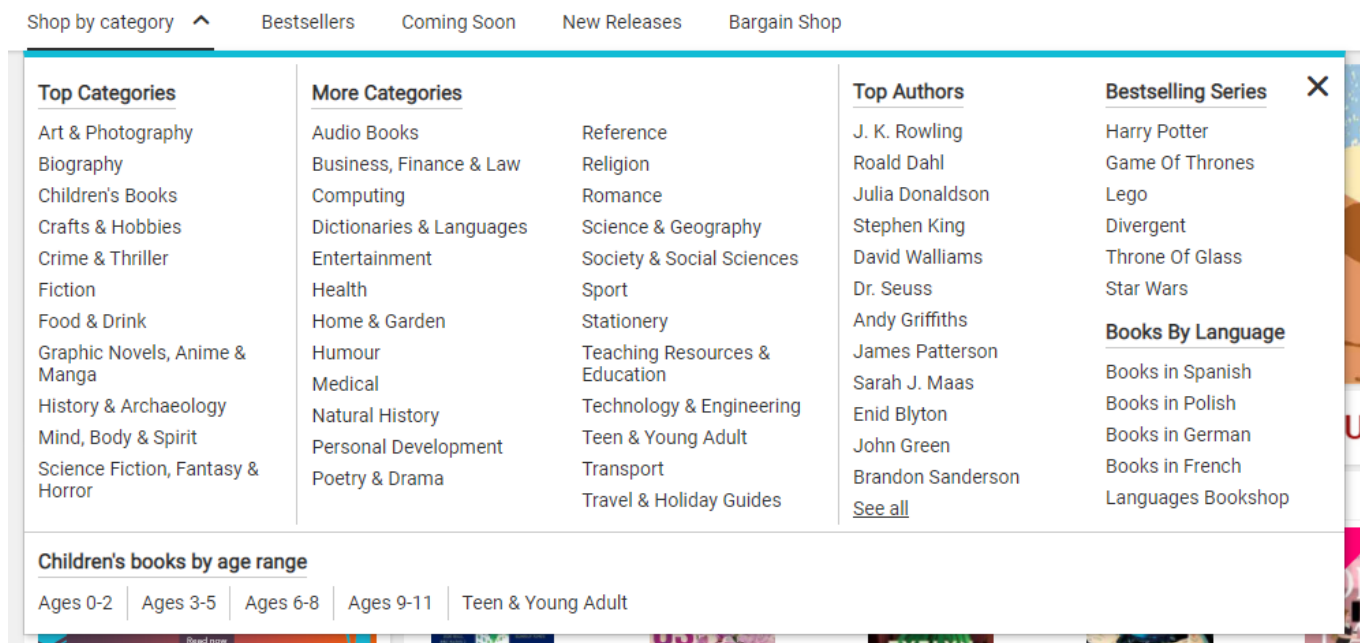 Shop by category
Bestsellers
Coming Soon
New Releases
Bargain Shop
Top Categories
Art & Photography
Biography
Children's Books
Crafts & Hobbies
Crime & Thriller
Fiction
Food & Drink
Graphic Novels, Anime &
Manga
History & Archaeology
Mind, Body & Spirit
Science Fiction, Fantasy &
Horror
More Categories
Audio Books
Business, Finance & Law
Computing
Dictionaries & Languages
Entertainment
Health
Home & Garden
Humour
Medical
Natural History
Personal Development
Poetry & Drama
Reference
Religion
Romance
Science & Geography
Society & Social Sciences
Sport
Stationery
Teaching Resources &
Education
Technology & Engineering
Teen & Young Adult
Transport
Travel & Holiday Guides
Top Authors
J. K. Rowling
Roald Dahl
Julia Donaldson
Stephen King
David Walliams
Dr. Seuss
Andy Griffiths
James Patterson
Sarah J. Maas
Enid Blyton
John Green
Brandon Sanderson
See all
Bestselling Series
Harry Potter
Game Of Thrones
Lego
Divergent
Throne Of Glass
Star Wars
Books By Language
Books in Spanish
Books in Polish
Books in German
Books in French
Languages Bookshop
Children's books by age range
Ages 0-2
Ages 3-5
Ages 6-8
Ages 9-11
Teen & Young Adult
Read now
US